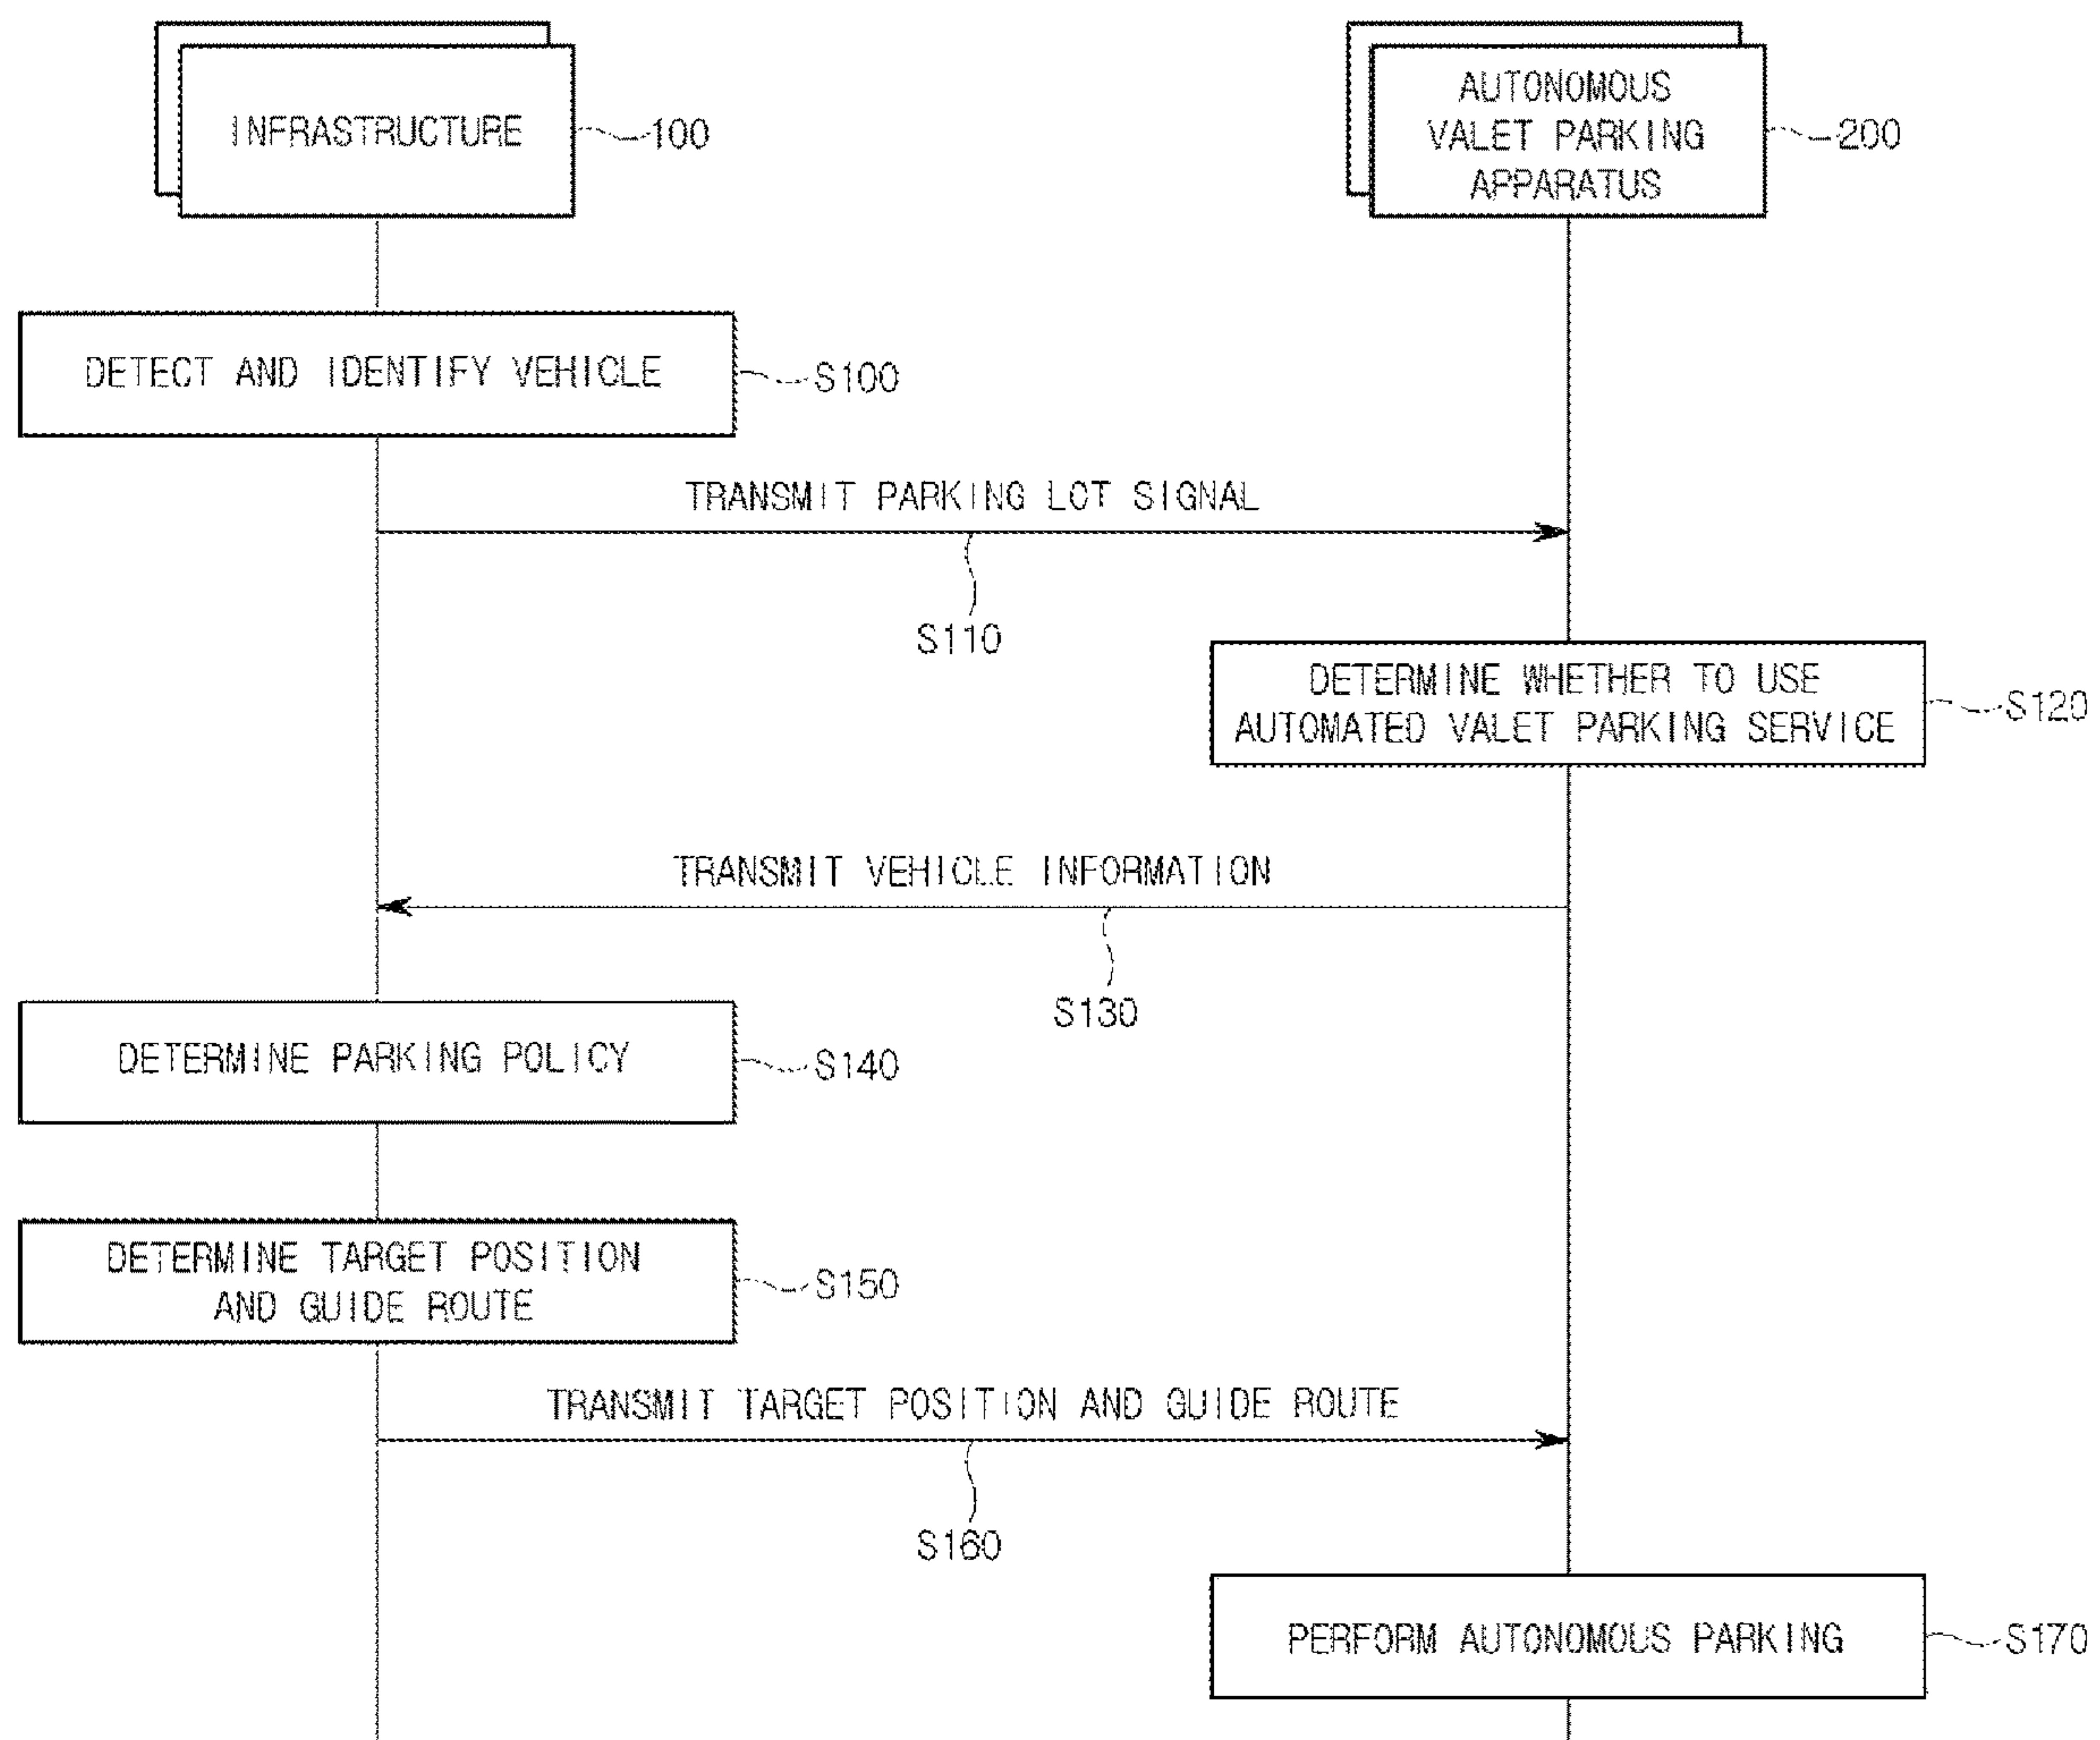 INFRASTRUCTURE
100
AUTONOMOUS
VALET PARKING
APPARATUS
200
DETECT AND IDENTIFY VEHICLE
S100
TRANSMIT PARKING LOT SIGNAL
S110
DETERMINE WHETHER TO USE
AUTOMATED VALET PARKING SERVICE
S120
TRANSMIT VEHICLE INFORMATION
S130
DETERMINE PARKING POLICY
S140
DETERMINE TARGET POSITION
AND GUIDE ROUTE
S150
TRANSMIT TARGET POSITION AND GUIDE ROUTE
S160
PERFORM AUTONOMOUS PARKING
S170